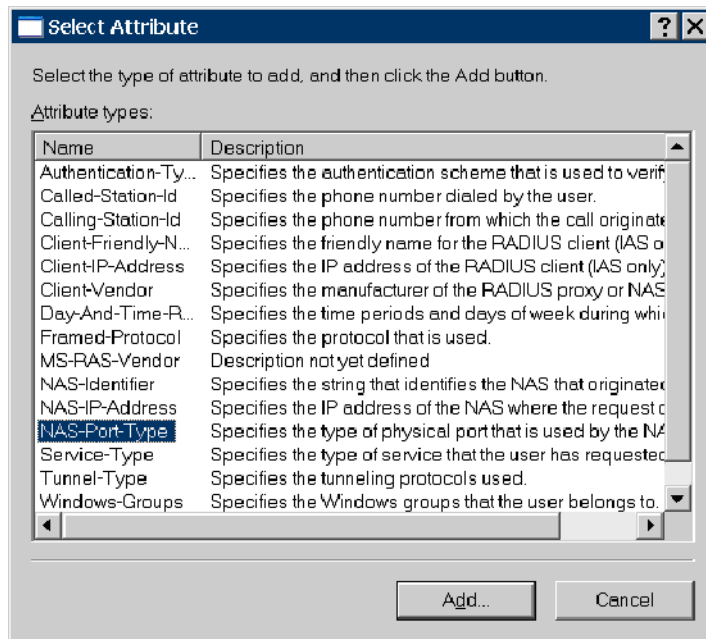 Select Attribute
Select the type of attribute to add, and then click the Add button.
Attribute types:
Name Description
Authentication-Ty... Specifies the authentication scheme that is used to verify
Called-Station-Id Specifies the phone number dialed by the user.
Calling-Station-Id Specifies the phone number from which the call originate
Client-Friendly-N... Specifies the friendly name for the RADIUS client (IAS o
Client-IP-Address Specifies the IP address of the RADIUS client (IAS only)
Client-Vendor Specifies the manufacturer of the RADIUS proxy or NAS
Day-And-Time-R... Specifies the time periods and days of week during whi
Framed-Protocol Specifies the protocol that is used.
MS-RAS-Vendor Description not yet defined
NAS-Identifier Specifies the string that identifies the NAS that originated
NAS-IP-Address Specifies the IP address of the NAS where the request o
NAS-Port-Type Specifies the type of physical port that is used by the NA
Service-Type Specifies the type of service that the user has requested
Tunnel-Type Specifies the tunneling protocols used.
Windows-Groups Specifies the Windows groups that the user belongs to.
Add... Cancel